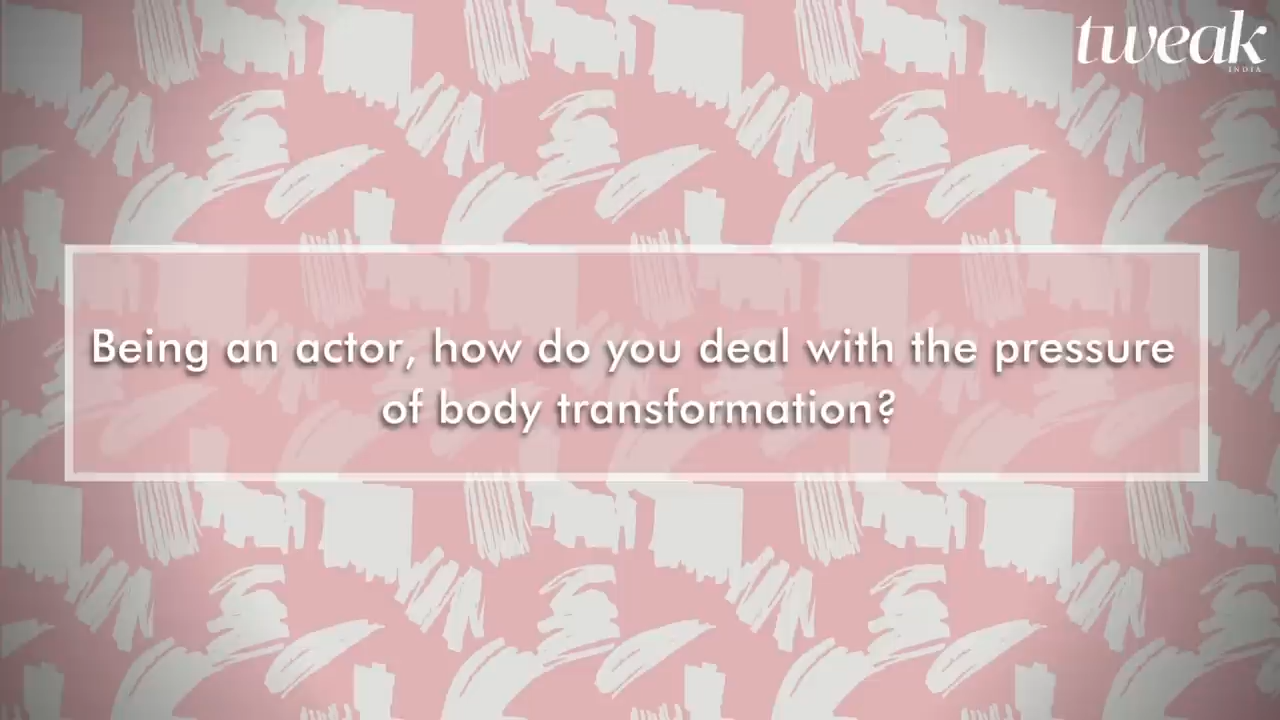 tweak
INDIA
Being an actor, how do you deal with the pressure
of body transformation?